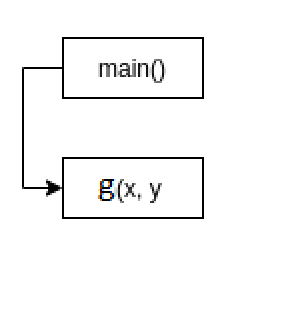 main()
g(x, y